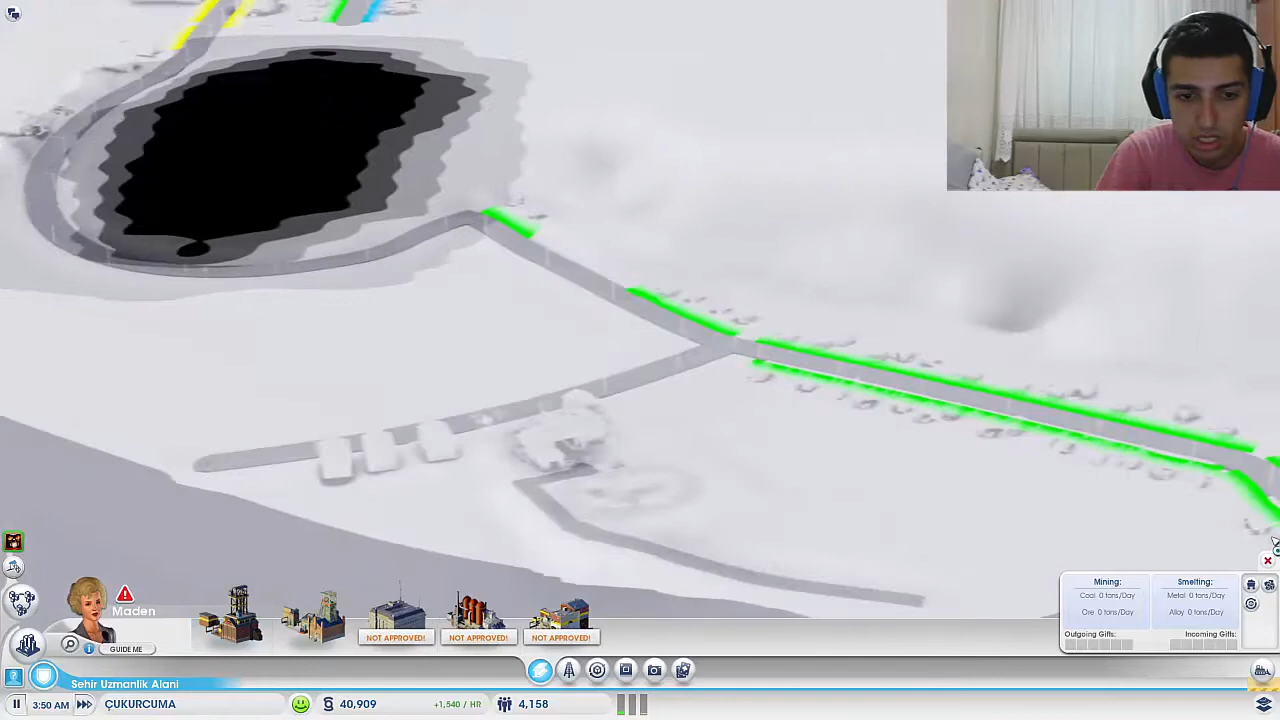 Mining:
Coal 0 tons/Day
Ore 0 tons/Day
Smelting:
Metal 0 tons/Day
Alloy 0 tons/Day
Outgoing Gifts:
Incoming Gifts:
Maden
GUIDE ME
NOT APPROVED!
NOT APPROVED!
NOT APPROVED!
Sehir Uzmanlik Alani
3:50 AM
ÇUKURCUMA
40,909
+1,540 / HR
4,158